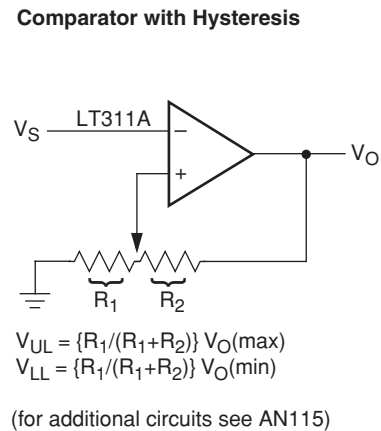 Comparator with Hysteresis
LT311A
V_S
−
V_O
+
R_1 R_2
V_UL = {R_1/(R_1+R_2)} V_O(max)
V_LL = {R_1/(R_1+R_2)} V_O(min)
(for additional circuits see AN115)